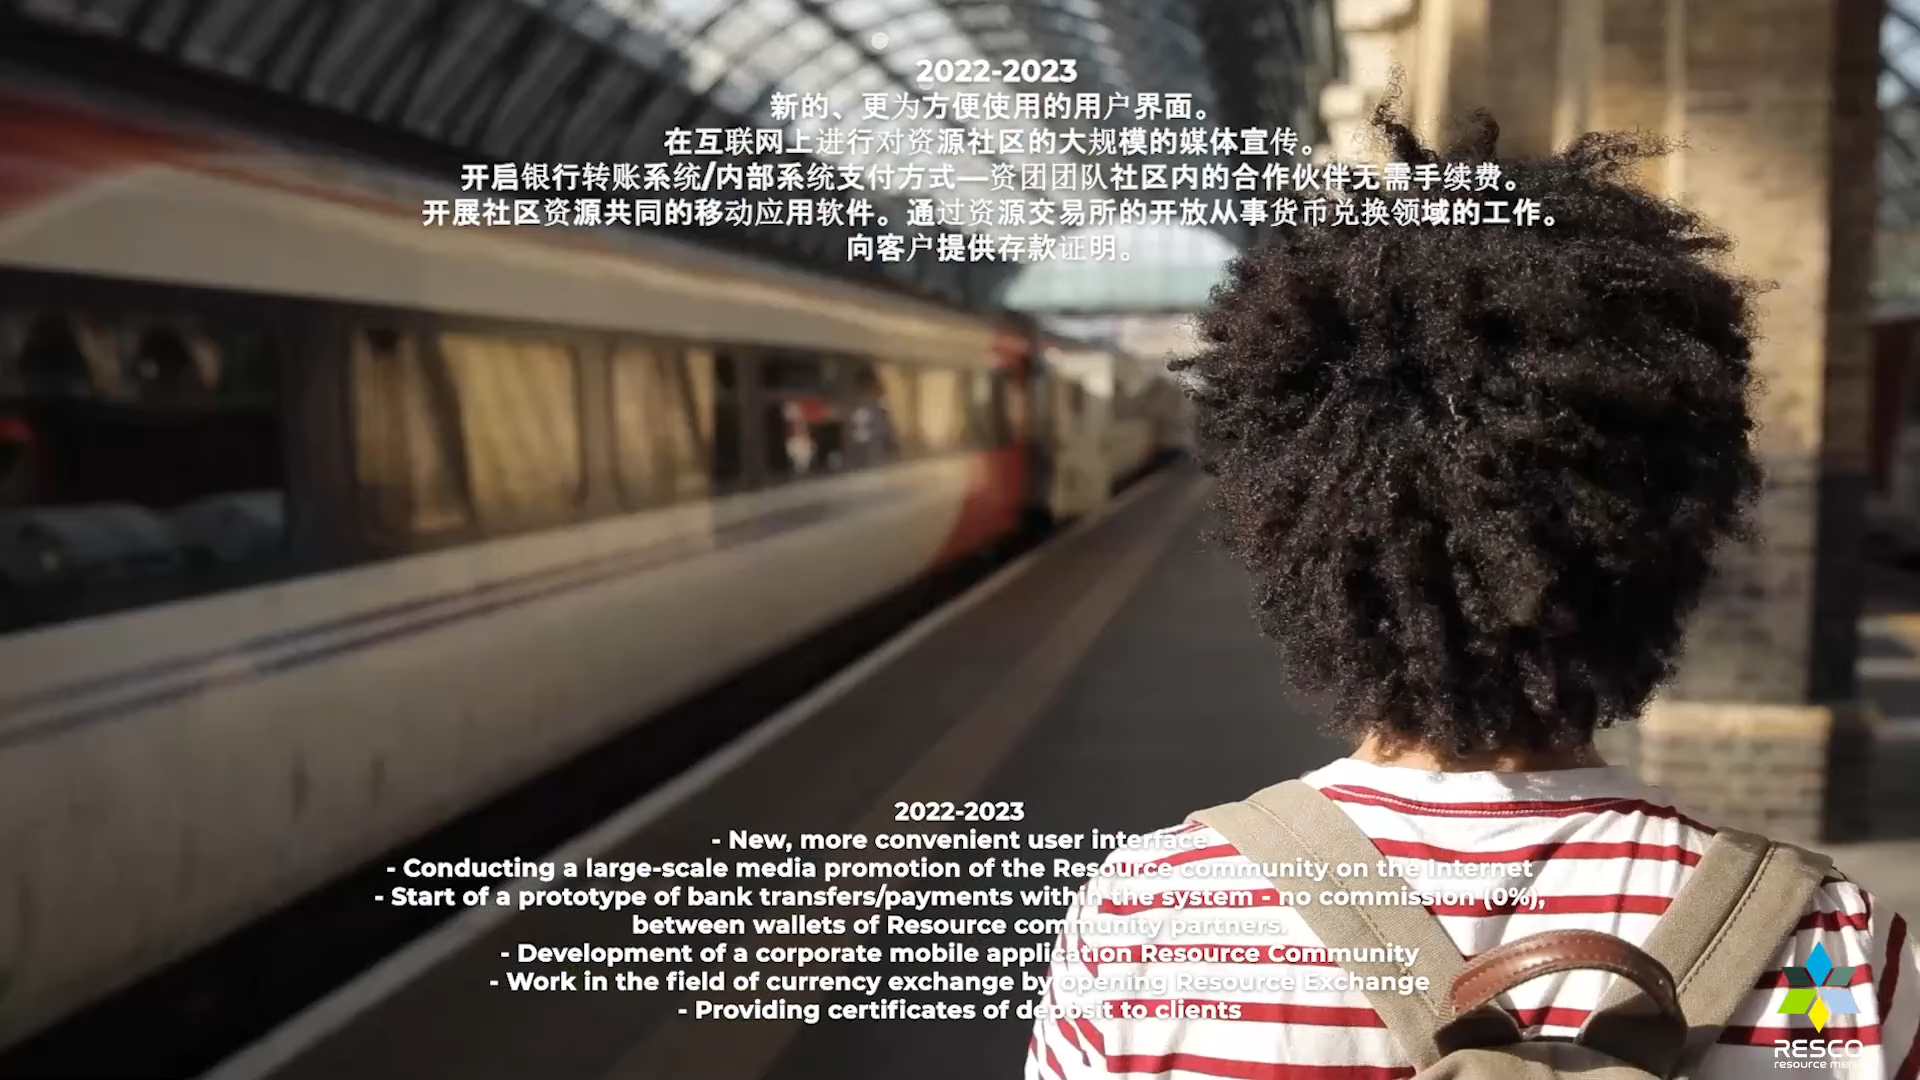 2022-2023
新的、更为方便使用的用户界面。
在互联网上进行对资源社区的大规模的媒体宣传。
开启银行转账系统/内部系统支付方式—资团团队社区内的合作伙伴无需手续费。
开展社区资源共同的移动应用软件。通过资源交易所的开放从事货币兑换领域的工作。
向客户提供存款证明。
2022-2023
- New, more convenient user interface
- Conducting a large-scale media promotion of the Resource community on the Internet
- Start of a prototype of bank transfers/payments within the system - no commission (0%),
between wallets of Resource community partners.
- Development of a corporate mobile application Resource Community
- Work in the field of currency exchange by opening Resource Exchange
- Providing certificates of deposit to clients
RESCO
resource